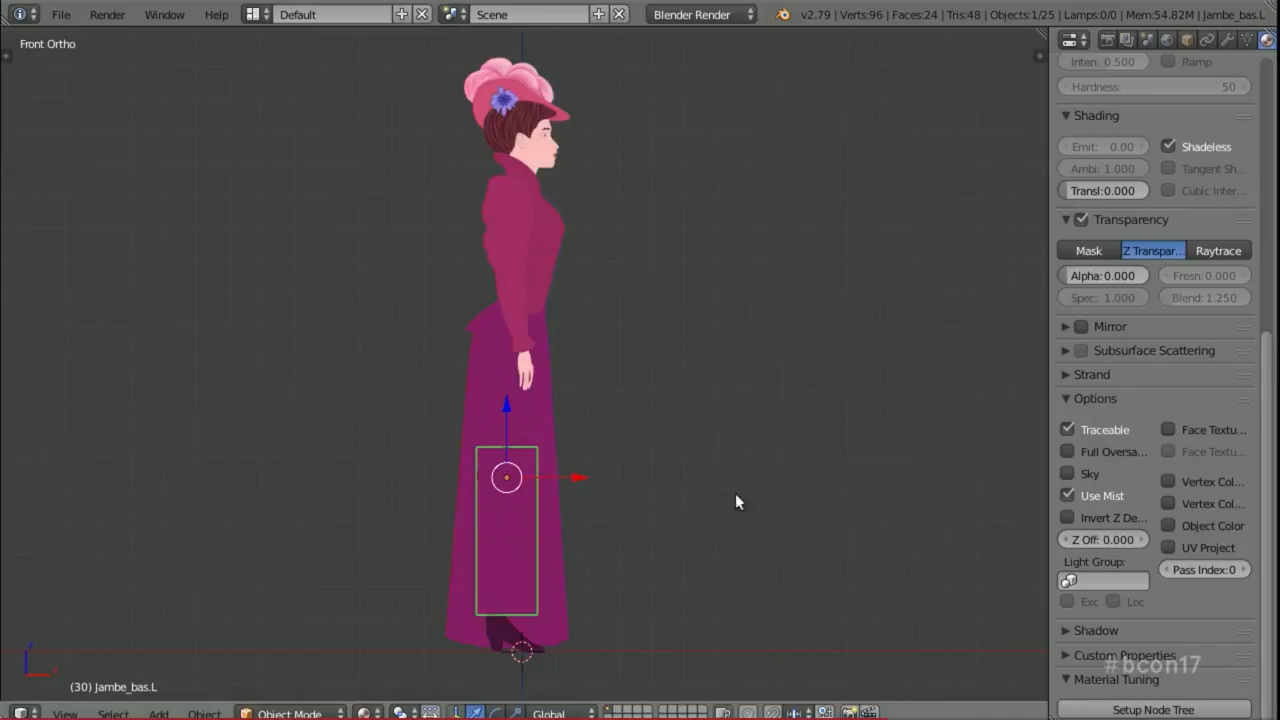 File Render Window Help Default Scene Blender Render v2.79 | Verts:96 | Faces:24 | Tris:48 | Objects:1/25 | Lamps:0/0 | Mem:54.82M | Jambe_bas.L
Front Ortho
Inten: 0.500 Ramp
Hardness: 50
Shading
Emit: 0.00 Shadeless
Ambi: 1.000 Tangent Sh...
Transl:0.000 Cubic Inter...
Transparency
Mask Z Transpar... Raytrace
Alpha: 0.000 Fresn: 0.000
Spec: 1.000 Blend: 1.250
Mirror
Subsurface Scattering
Strand
Options
Traceable Face Textu...
Full Oversa... Face Textu...
Sky Vertex Col...
Use Mist Vertex Col...
Invert Z De... Object Color
Z Off: 0.000 UV Project
Light Group: Pass Index:0
Exc Loc
Shadow
Custom Properties
#bcon17
Material Tuning
z
x
(30) Jambe_bas.L
Setup Node Tree
View Select Add Object Object Mode Global